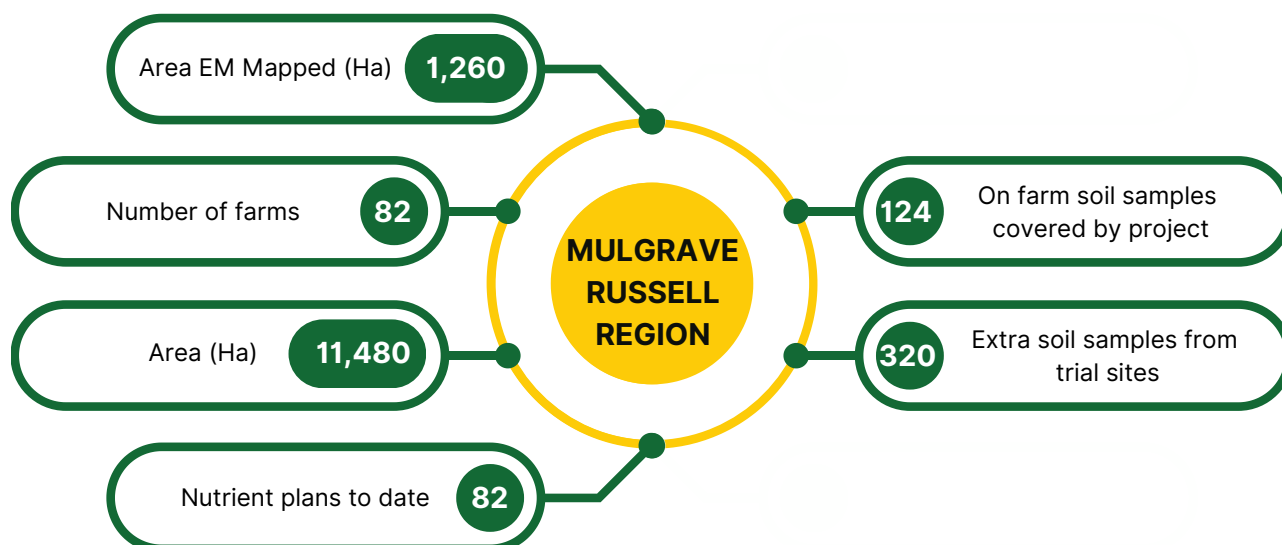 Area EM Mapped (Ha) 1,260
Number of farms 82
Area (Ha) 11,480
Nutrient plans to date 82
MULGRAVE
RUSSELL
REGION
124 On farm soil samples
covered by project
320 Extra soil samples from
trial sites